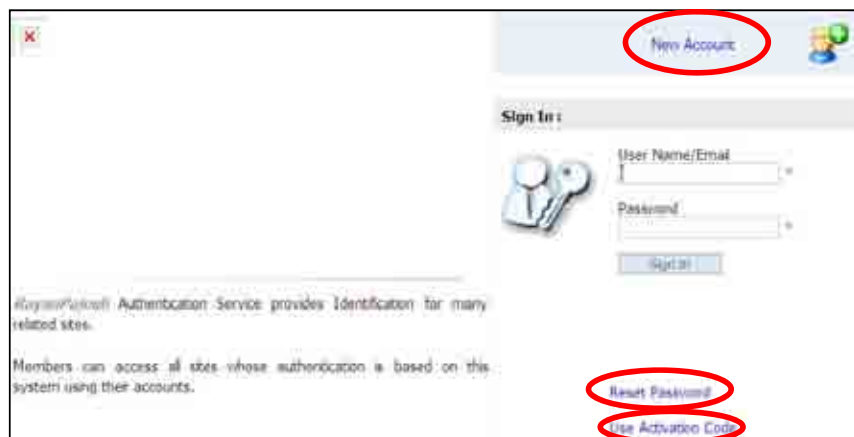 New Account
Sign In :
User Name/Email
Password
Sign In
Authentication Service provides Identification for many
related sites.
Members can access all sites whose authentication is based on this
system using their accounts.
Reset Password
Use Activation Code